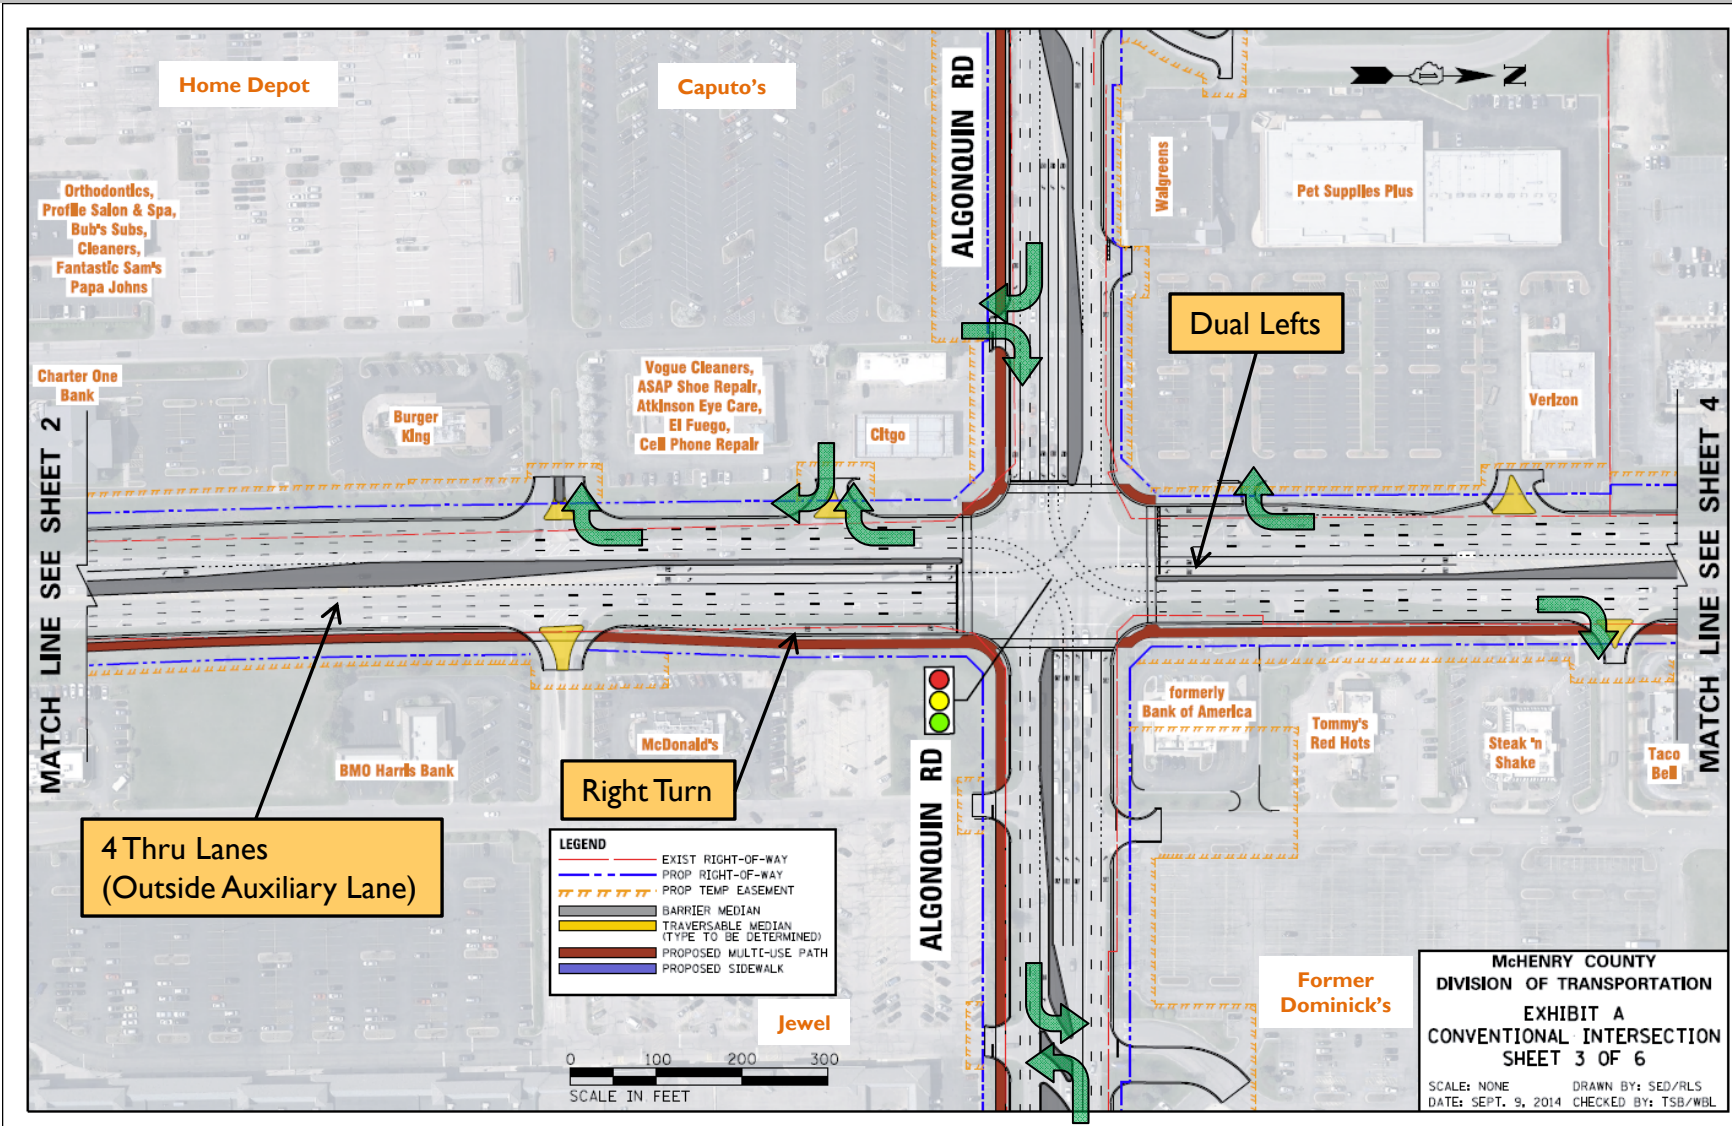 Home Depot
Caputo's
ALGONQUIN RD
N
Walgreens
Pet Supplies Plus
Orthodontics,
Profile Salon & Spa,
Bub's Subs,
Cleaners,
Fantastic Sam's
Papa Johns
Dual Lefts
Charter One
Bank
Burger
King
Vogue Cleaners,
ASAP Shoe Repair,
Atkinson Eye Care,
El Fuego,
Cell Phone Repair
Citgo
Verizon
MATCH LINE SEE SHEET 2
MATCH LINE SEE SHEET 4
formerly
Bank of America
Tommy's
Red Hots
Steak 'n
Shake
Taco
Bell
BMO Harris Bank
McDonald's
Right Turn
4 Thru Lanes
(Outside Auxiliary Lane)
ALGONQUIN RD
LEGEND
EXIST RIGHT-OF-WAY
PROP RIGHT-OF-WAY
PROP TEMP EASEMENT
BARRIER MEDIAN
TRAVERSABLE MEDIAN
(TYPE TO BE DETERMINED)
PROPOSED MULTI-USE PATH
PROPOSED SIDEWALK
Jewel
Former
Dominick's
0 100 200 300
SCALE IN FEET
McHENRY COUNTY
DIVISION OF TRANSPORTATION
EXHIBIT A
CONVENTIONAL INTERSECTION
SHEET 3 OF 6
SCALE: NONE DRAWN BY: SED/RLS
DATE: SEPT. 9, 2014 CHECKED BY: TSB/WBL